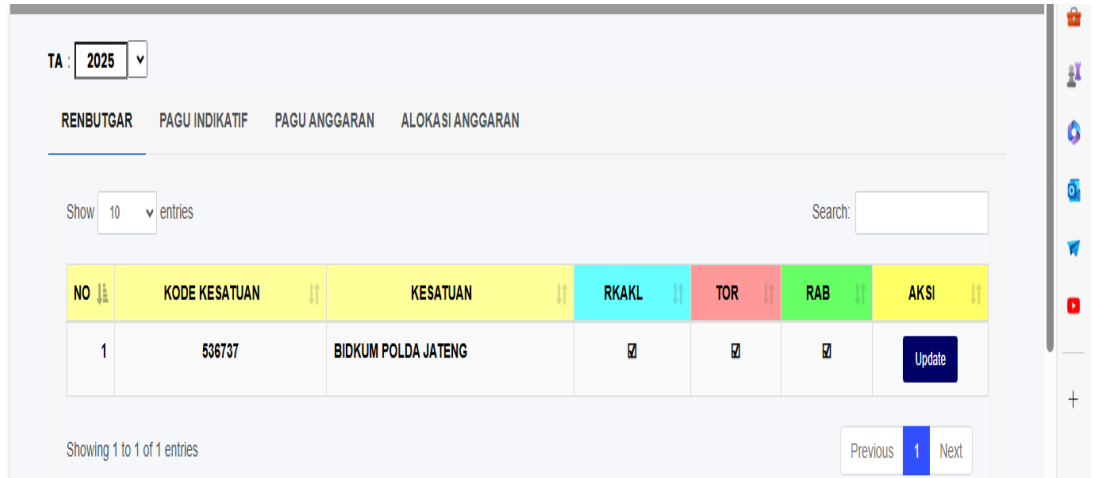 TA : 2025
RENBUTGAR PAGU INDIKATIF PAGU ANGGARAN ALOKASI ANGGARAN
Show 10 entries Search:
NO KODE KESATUAN KESATUAN RKAKL TOR RAB AKSI
1 536737 BIDKUM POLDA JATENG ☑ ☑ ☑ Update
Showing 1 to 1 of 1 entries Previous 1 Next